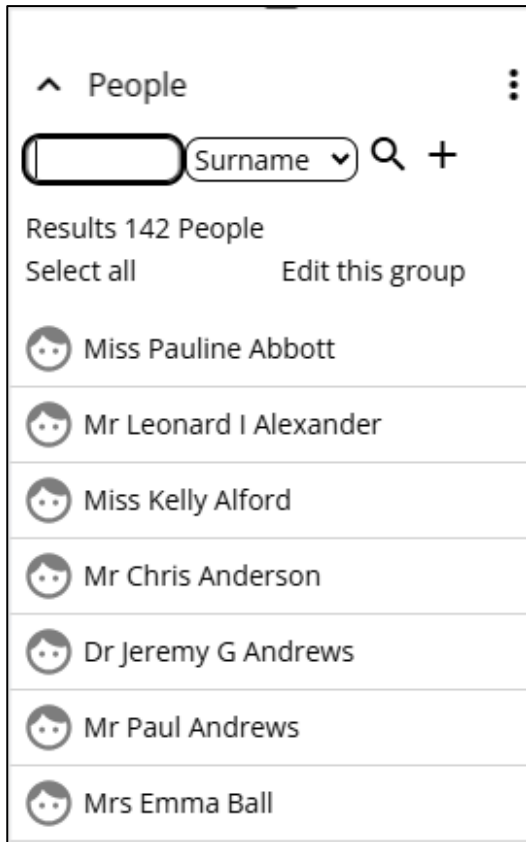 People
Surname
Results 142 People
Select all Edit this group
Miss Pauline Abbott
Mr Leonard I Alexander
Miss Kelly Alford
Mr Chris Anderson
Dr Jeremy G Andrews
Mr Paul Andrews
Mrs Emma Ball